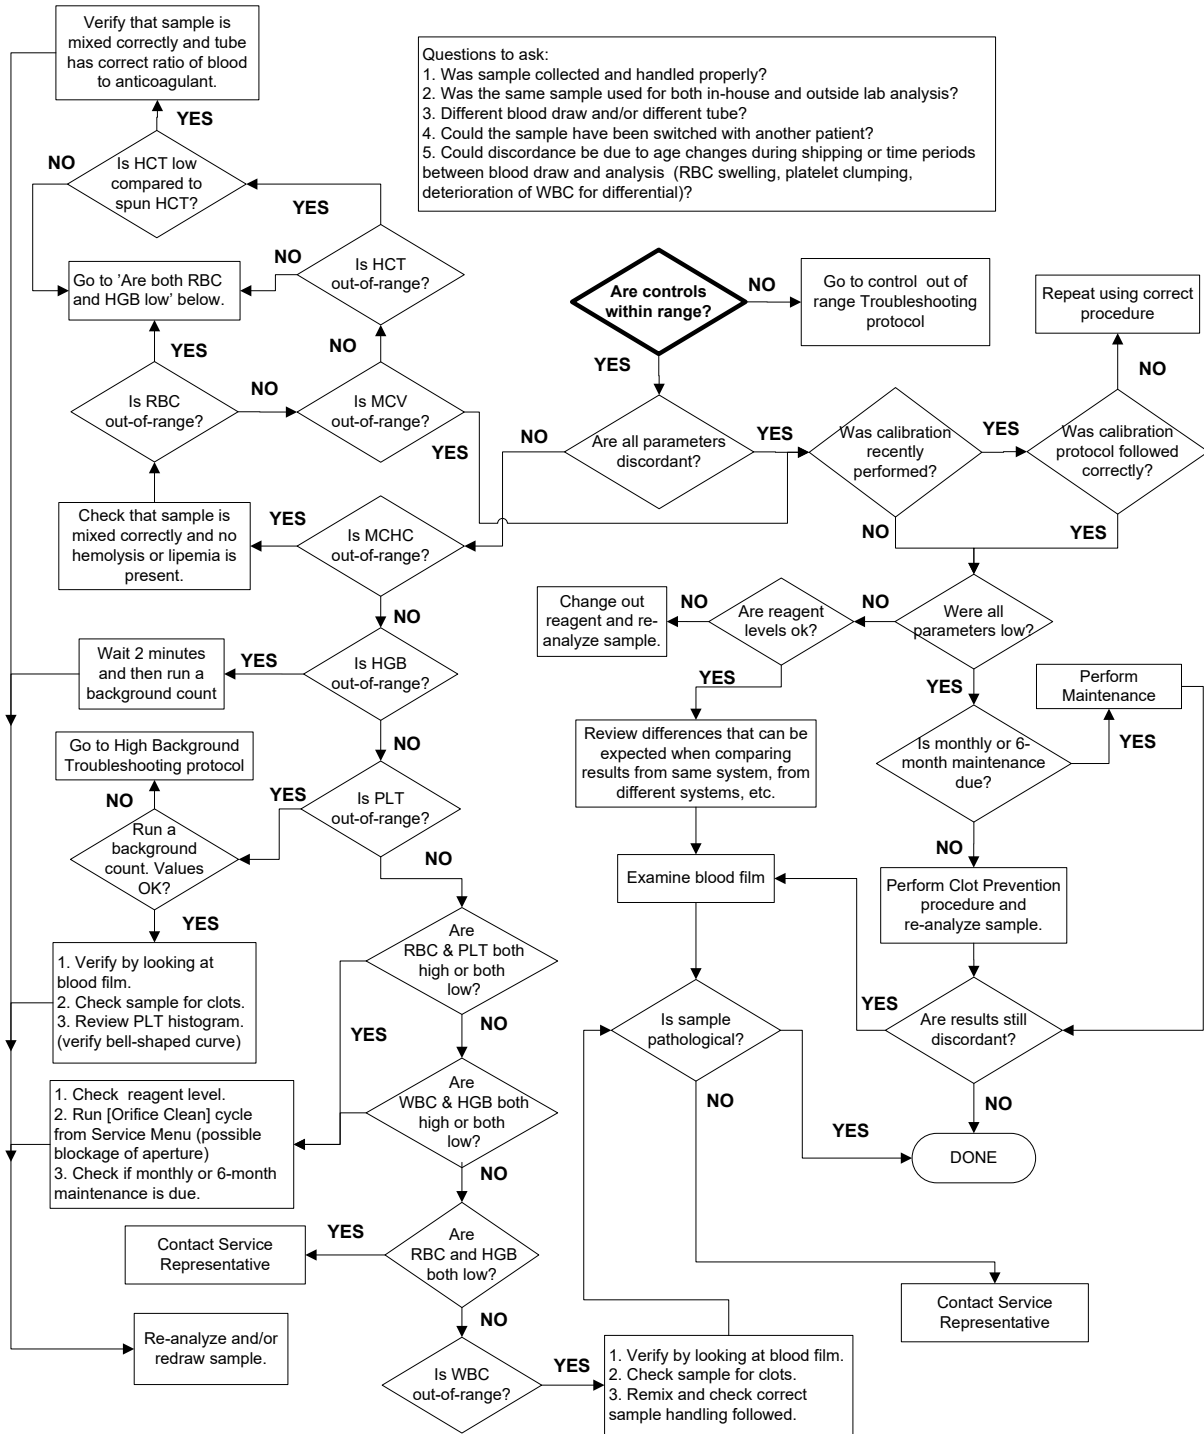 Verify that sample is
mixed correctly and tube
has correct ratio of blood
to anticoagulant.
Questions to ask:
1. Was sample collected and handled properly?
2. Was the same sample used for both in-house and outside lab analysis?
3. Different blood draw and/or different tube?
4. Could the sample have been switched with another patient?
5. Could discordance be due to age changes during shipping or time periods
between blood draw and analysis (RBC swelling, platelet clumping,
deterioration of WBC for differential)?
YES
NO
Is HCT low
compared to
spun HCT?
YES
NO
Is HCT
out-of-range?
Go to 'Are both RBC
and HGB low' below.
Are controls
within range?
NO
Go to control out of
range Troubleshooting
protocol
Repeat using correct
procedure
YES
NO
YES
NO
Is RBC
out-of-range?
NO
Is MCV
out-of-range?
YES
NO
Are all parameters
discordant?
YES
Was calibration
recently
performed?
YES
Was calibration
protocol followed
correctly?
Check that sample is
mixed correctly and no
hemolysis or lipemia is
present.
YES
Is MCHC
out-of-range?
NO
YES
NO
Change out
reagent and re-
analyze sample.
NO
Are reagent
levels ok?
NO
Were all
parameters low?
Wait 2 minutes
and then run a
background count
YES
Is HGB
out-of-range?
YES
YES
Perform
Maintenance
NO
Go to High Background
Troubleshooting protocol
Review differences that can be
expected when comparing
results from same system, from
different systems, etc.
Is monthly or 6-
month maintenance
due?
YES
NO
YES
Is PLT
out-of-range?
Run a
background
count. Values
OK?
NO
NO
Examine blood film
Perform Clot Prevention
procedure and
re-analyze sample.
YES
Are
RBC & PLT both
high or both
low?
1. Verify by looking at
blood film.
2. Check sample for clots.
3. Review PLT histogram.
(verify bell-shaped curve)
YES
NO
Is sample
pathological?
YES
Are results still
discordant?
1. Check reagent level.
2. Run [Orifice Clean] cycle
from Service Menu (possible
blockage of aperture)
3. Check if monthly or 6-month
maintenance is due.
Are
WBC & HGB both
high or both
low?
NO
NO
YES
DONE
NO
Contact Service
Representative
YES
Are
RBC and HGB
both low?
Contact Service
Representative
NO
Re-analyze and/or
redraw sample.
Is WBC
out-of-range?
YES
1. Verify by looking at blood film.
2. Check sample for clots.
3. Remix and check correct
sample handling followed.